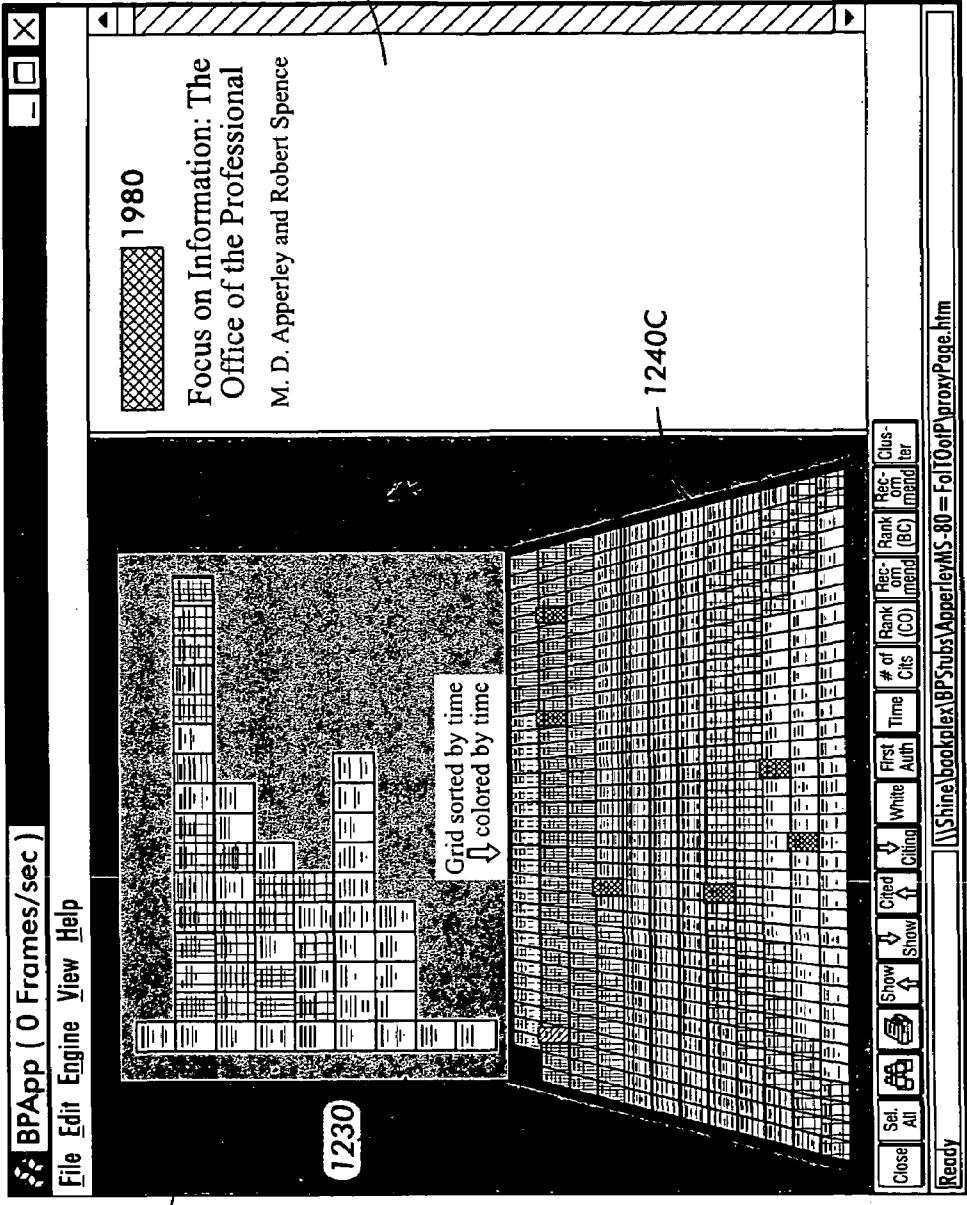 BPApp ( 0 Frames/sec )
File Edit Engine View Help
1230
Grid sorted by time
⇩ colored by time
1980
Focus on Information: The
Office of the Professional
M. D. Apperley and Robert Spence
1240C
Close
Sel. All
Show ⇧
Show ⇩
Cited ⇧
Citing ⇩
White
First Auth
Time
# of Cits
Rank (CO)
Rec-om mend
Rank (BC)
Rec-om mend
Clus-ter
Ready
\\Shine\bookplex\BPStubs\ApperleyMS-80=FoITOotP\proxyPage.htm